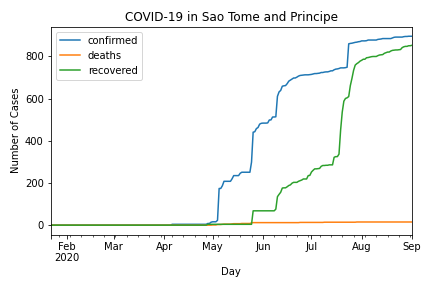 COVID-19 in Sao Tome and Principe
confirmed
deaths
recovered
Number of Cases
800
600
400
200
0
Feb
2020
Mar
Apr
May
Jun
Jul
Aug
Sep
Day